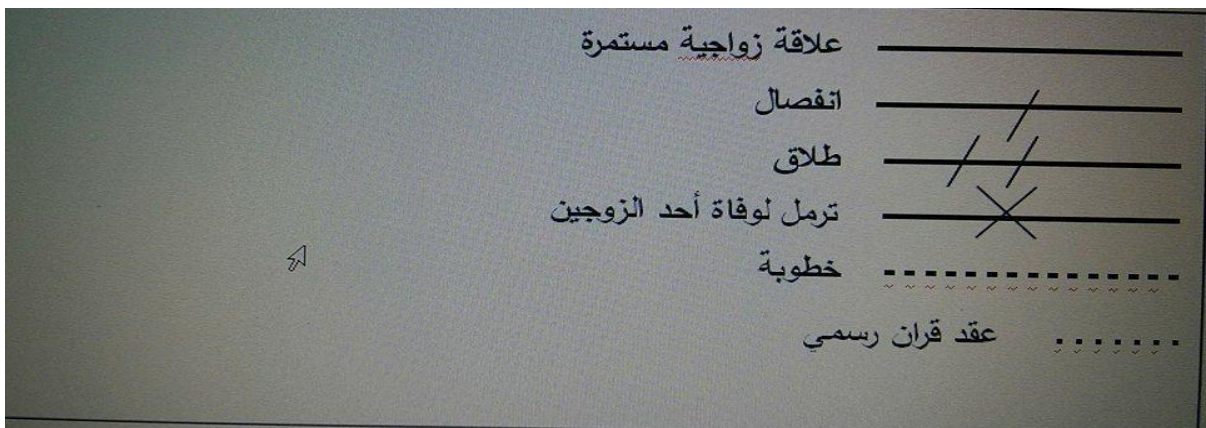 علاقة زواجية مستمرة
انفصال
طلاق
ترمل لوفاة أحد الزوجين
خطوبة
عقد قران رسمي